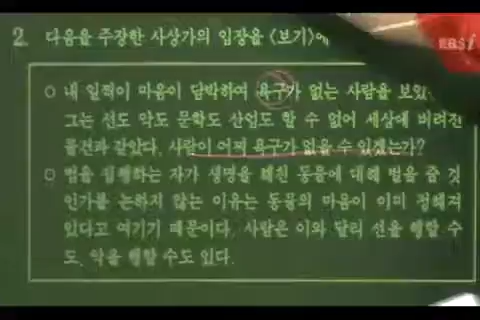 2. 다음을 주장한 사상가의 입장을 <보기>에
○ 내 일찍이 마음이 담박하여 욕구가 없는 사람을 보았
그는 선도 악도 문학도 산업도 할 수 없어 세상에 버려진
물건과 같았다. 사람이 어찌 욕구가 없을 수 있겠는가?
○ 법을 집행하는 자가 생명을 해친 동물에 대해 벌을 줄 것
인가를 논하지 않는 이유는 동물의 마음이 이미 정해져
있다고 여기기 때문이다. 사람은 이와 달리 선을 행할 수
도, 악을 행할 수도 있다.